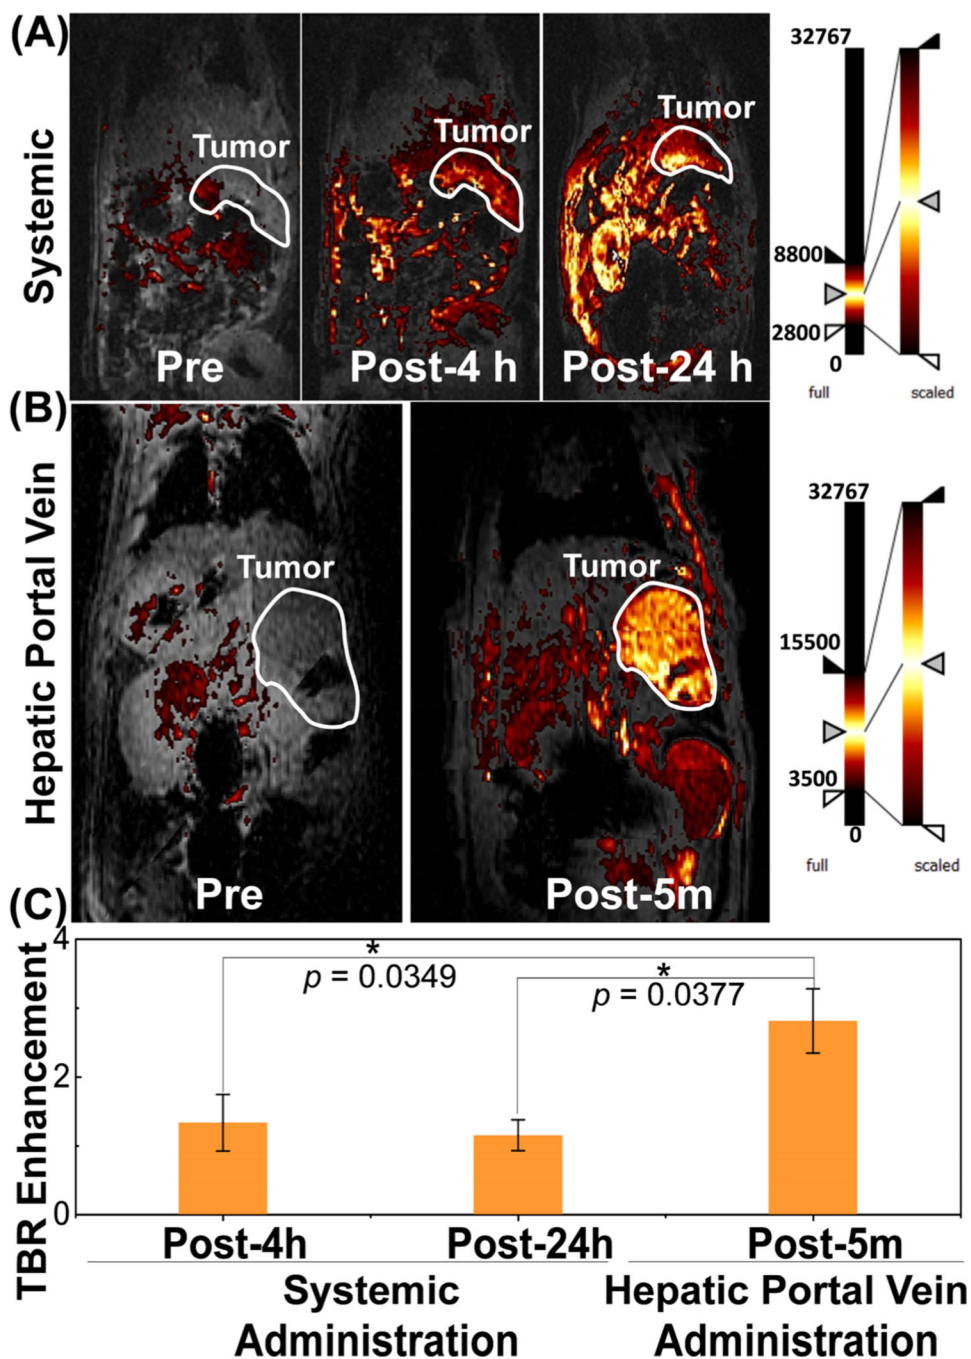 (A)
Systemic
Tumor
Pre
Tumor
Post-4 h
Tumor
Post-24 h
32767
8800
2800
0
full
scaled
(B)
Hepatic Portal Vein
Tumor
Pre
Tumor
Post-5m
32767
15500
3500
0
full
scaled
(C)
TBR Enhancement
4
2
0
*
p = 0.0349
*
p = 0.0377
Post-4h
Post-24h
Post-5m
Systemic
Administration
Hepatic Portal Vein
Administration